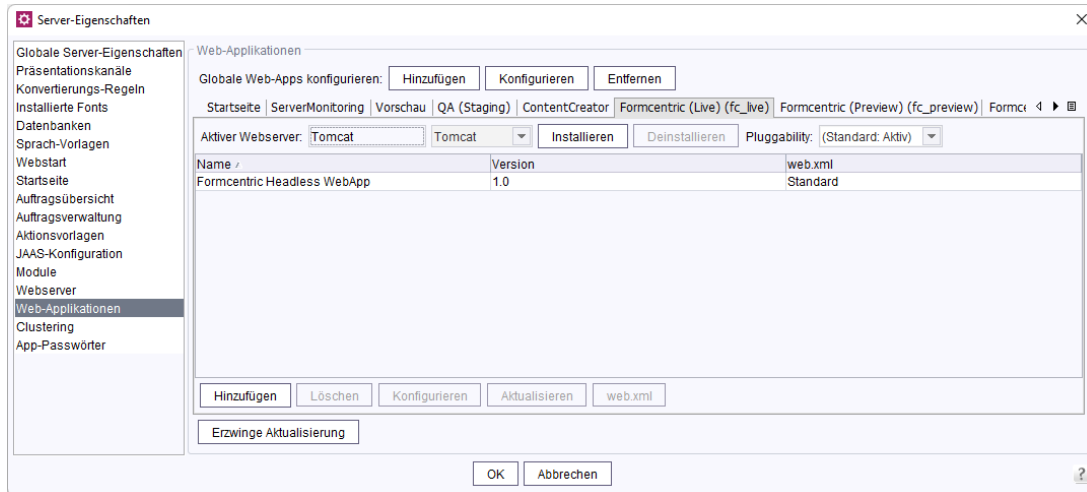 Server-Eigenschaften
Globale Server-Eigenschaften
Präsentationskanäle
Konvertierungs-Regeln
Installierte Fonts
Datenbanken
Sprach-Vorlagen
Webstart
Startseite
Auftragsübersicht
Auftragsverwaltung
Aktionsvorlagen
JAAS-Konfiguration
Module
Webserver
Web-Applikationen
Clustering
App-Passwörter
Web-Applikationen
Globale Web-Apps konfigurieren: Hinzufügen Konfigurieren Entfernen
Startseite ServerMonitoring Vorschau QA (Staging) ContentCreator Formcentric (Live) (fc_live) Formcentric (Preview) (fc_preview)
Aktiver Webserver: Tomcat Tomcat Installieren Deinstallieren Pluggability: (Standard: Aktiv)
Name Version web.xml
Formcentric Headless WebApp 1.0 Standard
Hinzufügen Löschen Konfigurieren Aktualisieren web.xml
Erzwinge Aktualisierung
OK Abbrechen ?